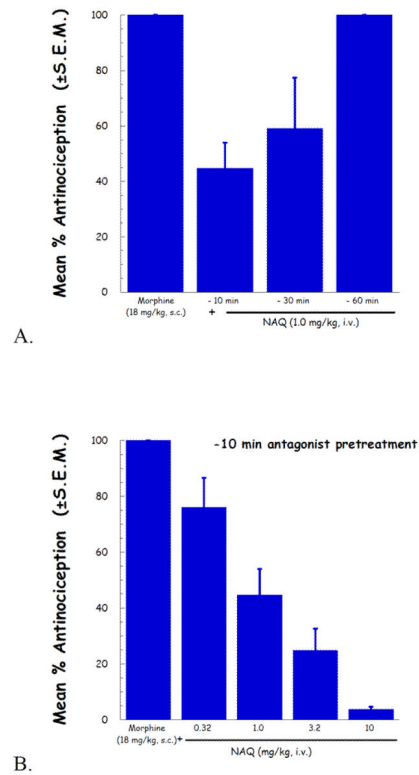 Mean % Antinociception (±S.E.M.)
100
80
60
40
20
0
Morphine
(18 mg/kg, s.c.)
- 10 min
- 30 min
- 60 min
+
NAQ (1.0 mg/kg, i.v.)
A.
Mean % Antinociception (±S.E.M.)
-10 min antagonist pretreatment
100
80
60
40
20
0
Morphine
(18 mg/kg, s.c.)+
0.32
1.0
3.2
10
NAQ (mg/kg, i.v.)
B.